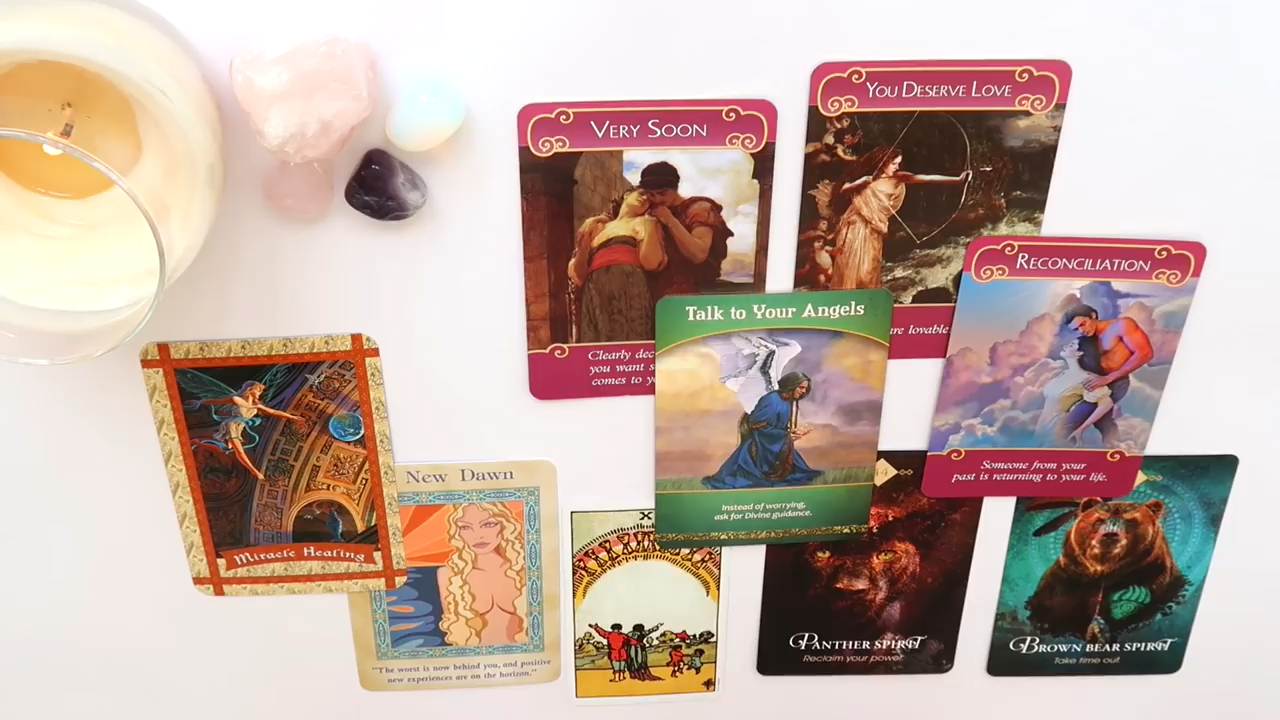 VERY SOON
Clearly
you want
comes to
YOU DESERVE LOVE
lovable
RECONCILIATION
Someone from your
past is returning to your life.
Talk to Your Angels
Instead of worrying,
ask for Divine guidance.
Miracle Healing
New Dawn
"The worst is now behind you, and positive
new experiences are on the horizon."
X
PANTHER SPIRIT
Reclaim your power
BROWN BEAR SPIRIT
Take time out